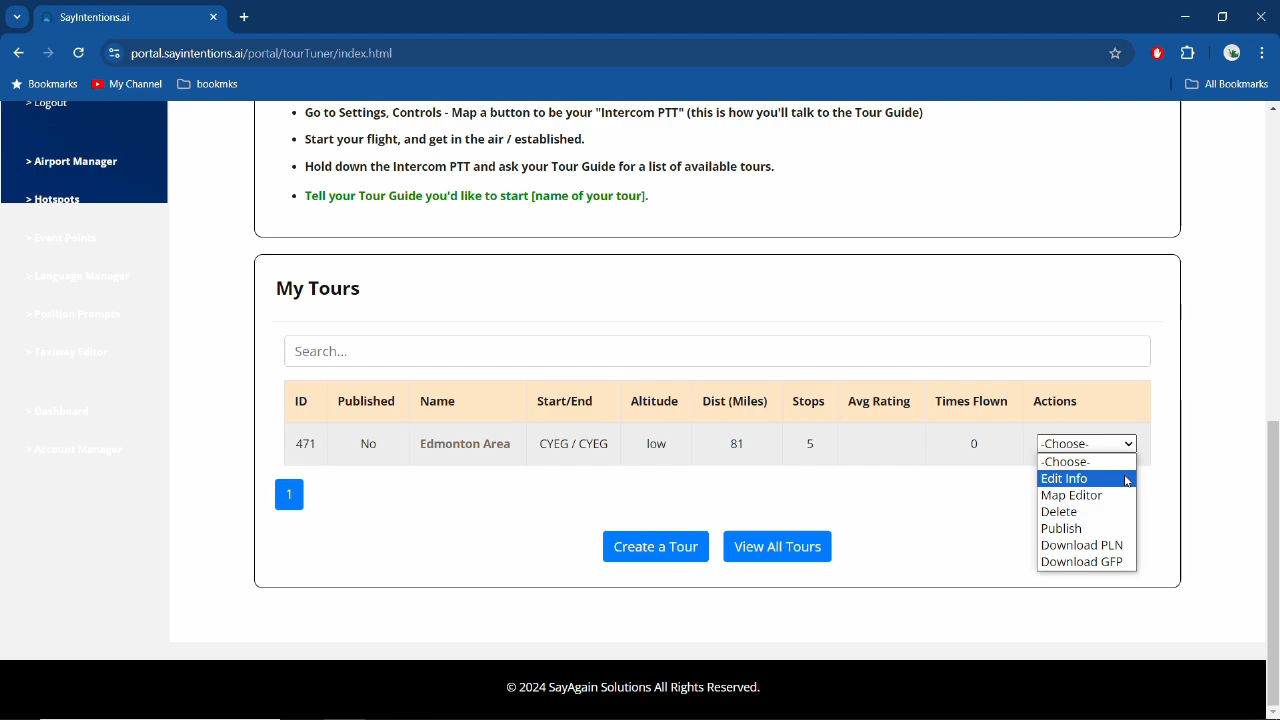 SayIntentions.ai
portal.sayintentions.ai/portal/tourTuner/index.html
Bookmarks
My Channel
bookmks
All Bookmarks
> Logout
> Airport Manager
> Hotspots
> Event Points
> Language Manager
> Position Prompts
> Taxiway Editor
> Dashboard
> Account Manager
• Go to Settings, Controls - Map a button to be your "Intercom PTT" (this is how you'll talk to the Tour Guide)
• Start your flight, and get in the air / established.
• Hold down the Intercom PTT and ask your Tour Guide for a list of available tours.
• Tell your Tour Guide you'd like to start [name of your tour].
My Tours
Search...
ID Published Name Start/End Altitude Dist (Miles) Stops Avg Rating Times Flown Actions
471 No Edmonton Area CYEG / CYEG low 81 5 0 -Choose-
-Choose-
Edit Info
Map Editor
Delete
Publish
Download PLN
Download GFP
1
Create a Tour
View All Tours
© 2024 SayAgain Solutions All Rights Reserved.